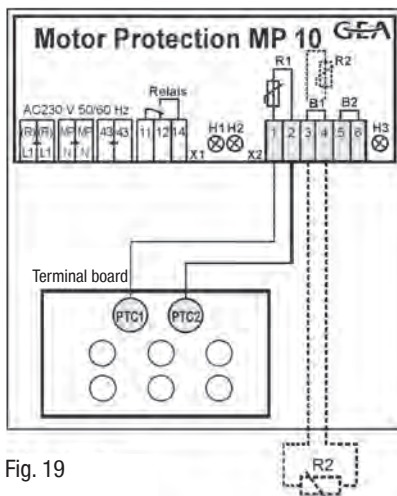 Motor Protection MP 10 GEA
R1
R2
Relais
AC230 V 50/60 Hz
B1
B2
(R) (R) MP MP 43 43 11 12 14
H1 H2
1 2 3 4 5 6
H3
L1 L1 N N
X1
X2
Terminal board
PTC1
PTC2
R2
Fig. 19